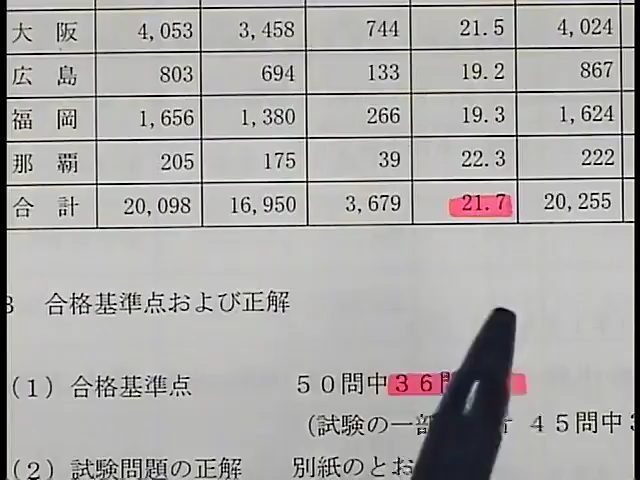 大 阪 4,053 3,458 744 21.5 4,024
広 島 803 694 133 19.2 867
福 岡 1,656 1,380 266 19.3 1,624
那 覇 205 175 39 22.3 222
合 計 20,098 16,950 3,679 21.7 20,255
3 合格基準点および正解
(1) 合格基準点 50問中36問
(試験の一部 45問中3
(2) 試験問題の正解 別紙のとお